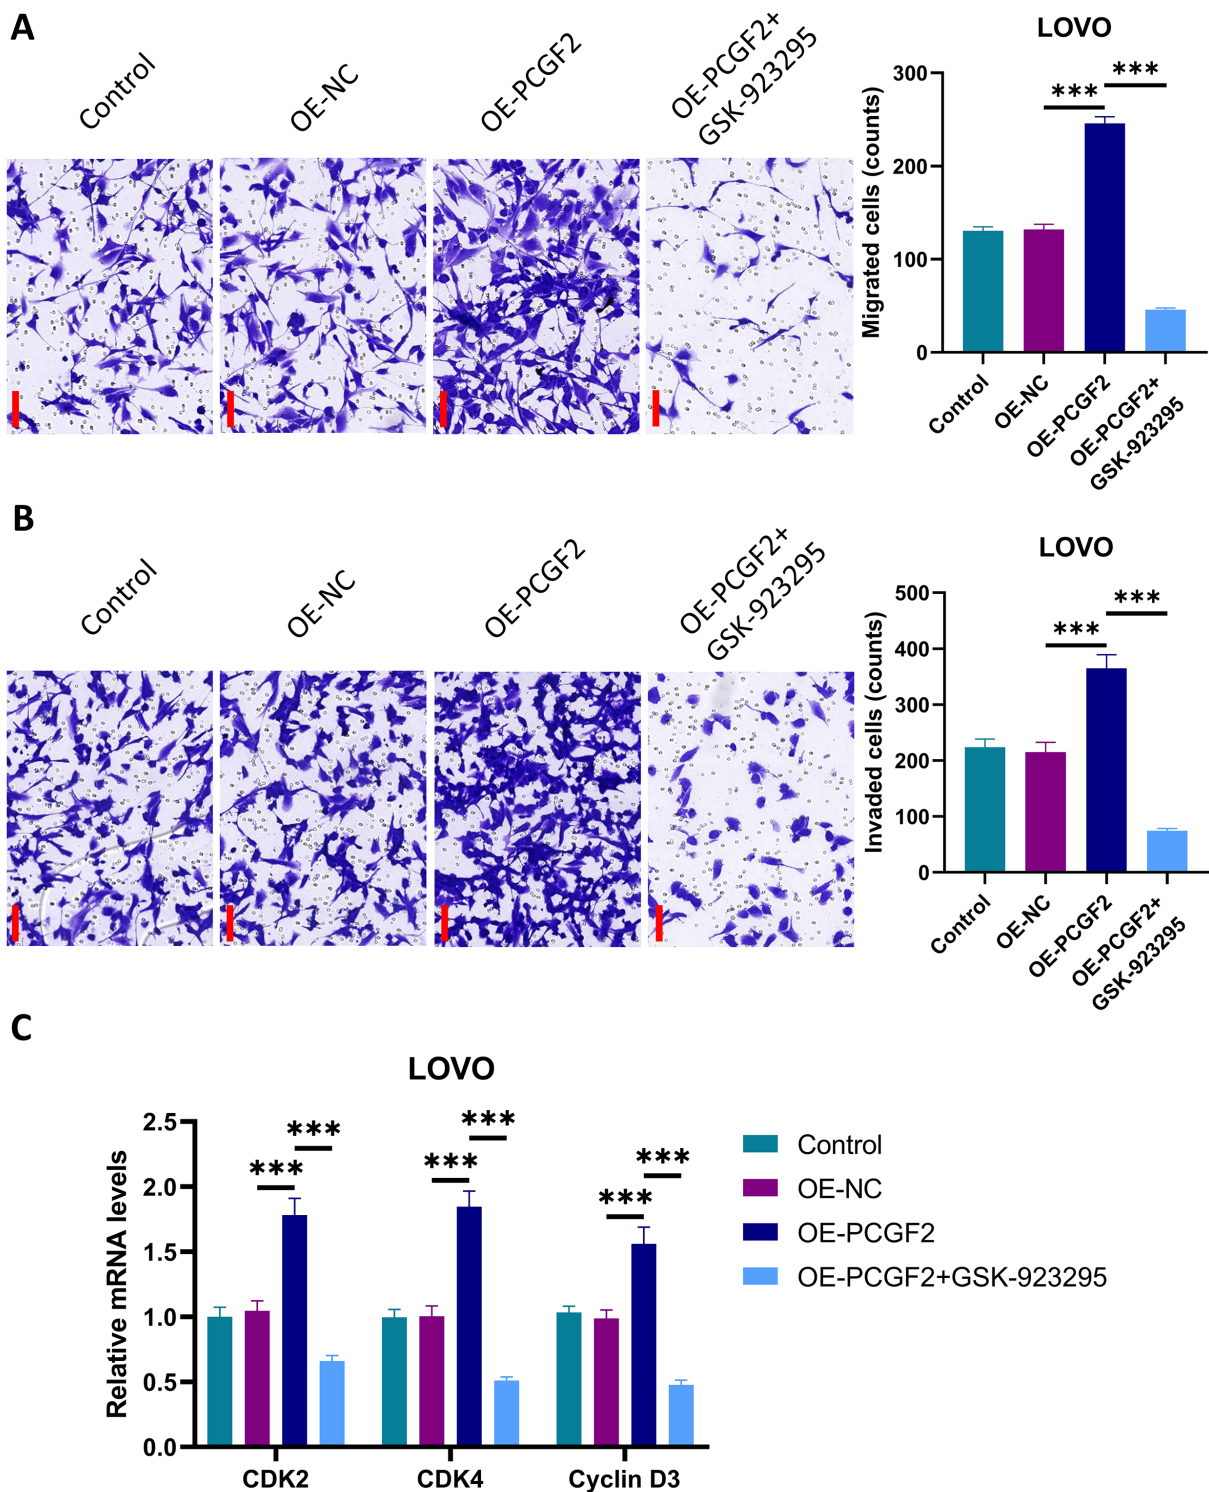 A
Control
OE-NC
OE-PCGF2
OE-PCGF2+
GSK-923295
LOVO
Migrated cells (counts)
300
200
100
0
***
***
Control
OE-NC
OE-PCGF2
OE-PCGF2+
GSK-923295
B
Control
OE-NC
OE-PCGF2
OE-PCGF2+
GSK-923295
LOVO
Invaded cells (counts)
500
400
300
200
100
0
***
***
Control
OE-NC
OE-PCGF2
OE-PCGF2+
GSK-923295
C
LOVO
Relative mRNA levels
2.5
2.0
1.5
1.0
0.5
0.0
***
***
***
***
***
***
CDK2
CDK4
Cyclin D3
Control
OE-NC
OE-PCGF2
OE-PCGF2+GSK-923295